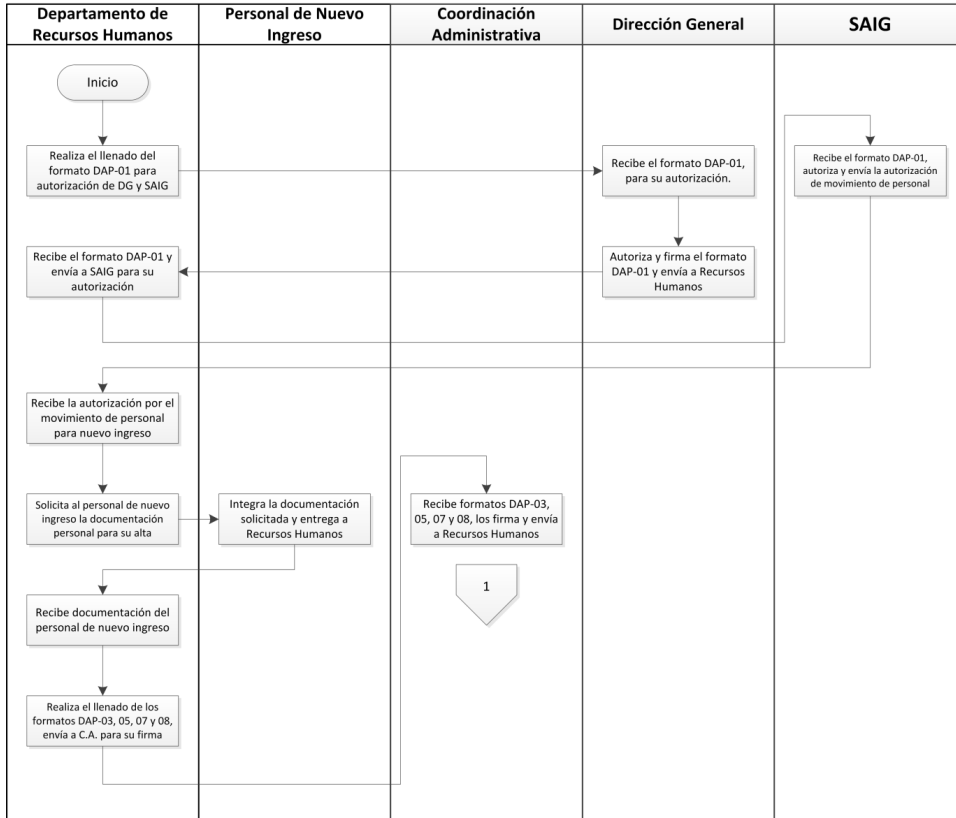 Departamento de
Recursos Humanos
Personal de Nuevo
Ingreso
Coordinación
Administrativa
Dirección General
SAIG
Inicio
Realiza el llenado del
formato DAP-01 para
autorización de DG y SAIG
Recibe el formato DAP-01,
para su autorización.
Recibe el formato DAP-01,
autoriza y envía la autorización
de movimiento de personal
Recibe el formato DAP-01 y
envía a SAIG para su
autorización
Autoriza y firma el formato
DAP-01 y envía a Recursos
Humanos
Recibe la autorización por el
movimiento de personal
para nuevo ingreso
Solicita al personal de nuevo
ingreso la documentación
personal para su alta
Integra la documentación
solicitada y entrega a
Recursos Humanos
Recibe formatos DAP-03,
05, 07 y 08, los firma y envía
a Recursos Humanos
1
Recibe documentación del
personal de nuevo ingreso
Realiza el llenado de los
formatos DAP-03, 05, 07 y 08,
envía a C.A. para su firma